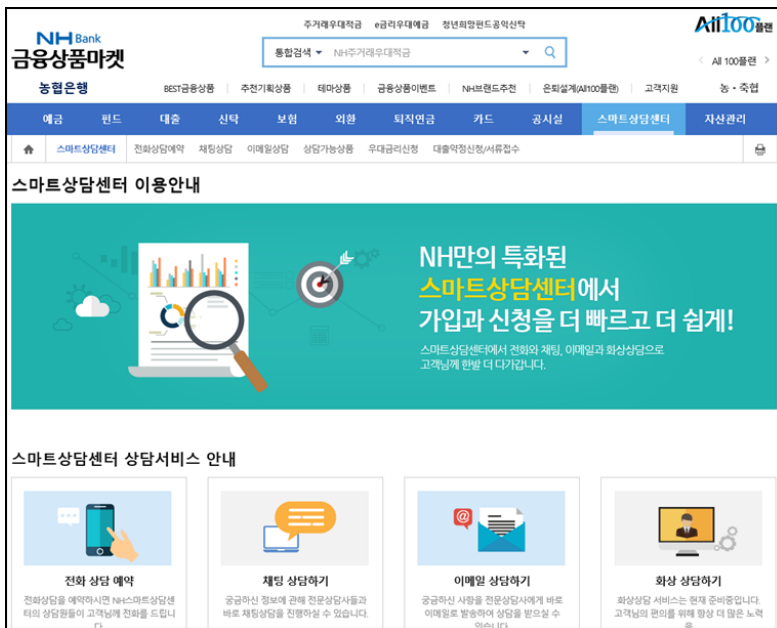 주거래우대적금 e금리우대예금 청년희망펀드공익신탁
NH Bank
금융상품마켓
통합검색 NH주거래우대적금
All100플랜
All 100플랜
농협은행 BEST금융상품 추천기획상품 테마상품 금융상품이벤트 NH브랜드추천 은퇴설계(All100플랜) 고객지원 농·축협
예금 펀드 대출 신탁 보험 외환 퇴직연금 카드 공시실 스마트상담센터 자산관리
스마트상담센터 전화상담예약 채팅상담 이메일상담 상담가능상품 우대금리신청 대출약정신청/서류접수
스마트상담센터 이용안내
NH만의 특화된
스마트상담센터에서
가입과 신청을 더 빠르고 더 쉽게!
스마트상담센터에서 전화와 채팅, 이메일과 화상상담으로
고객님께 한발 더 다가갑니다.
스마트상담센터 상담서비스 안내
전화 상담 예약
전화상담을 예약하시면 NH스마트상담센
터의 상담원들이 고객님께 전화를 드립니
다.
채팅 상담하기
궁금하신 정보에 관해 전문상담사들과
바로 채팅상담을 진행하실 수 있습니다.
이메일 상담하기
궁금하신 사항을 전문상담사에게 바로
이메일로 발송하여 상담을 받으실 수
있습니다.
화상 상담하기
화상상담 서비스는 현재 준비중입니다.
고객님의 편의를 위해 항상 더 많은 노력
을